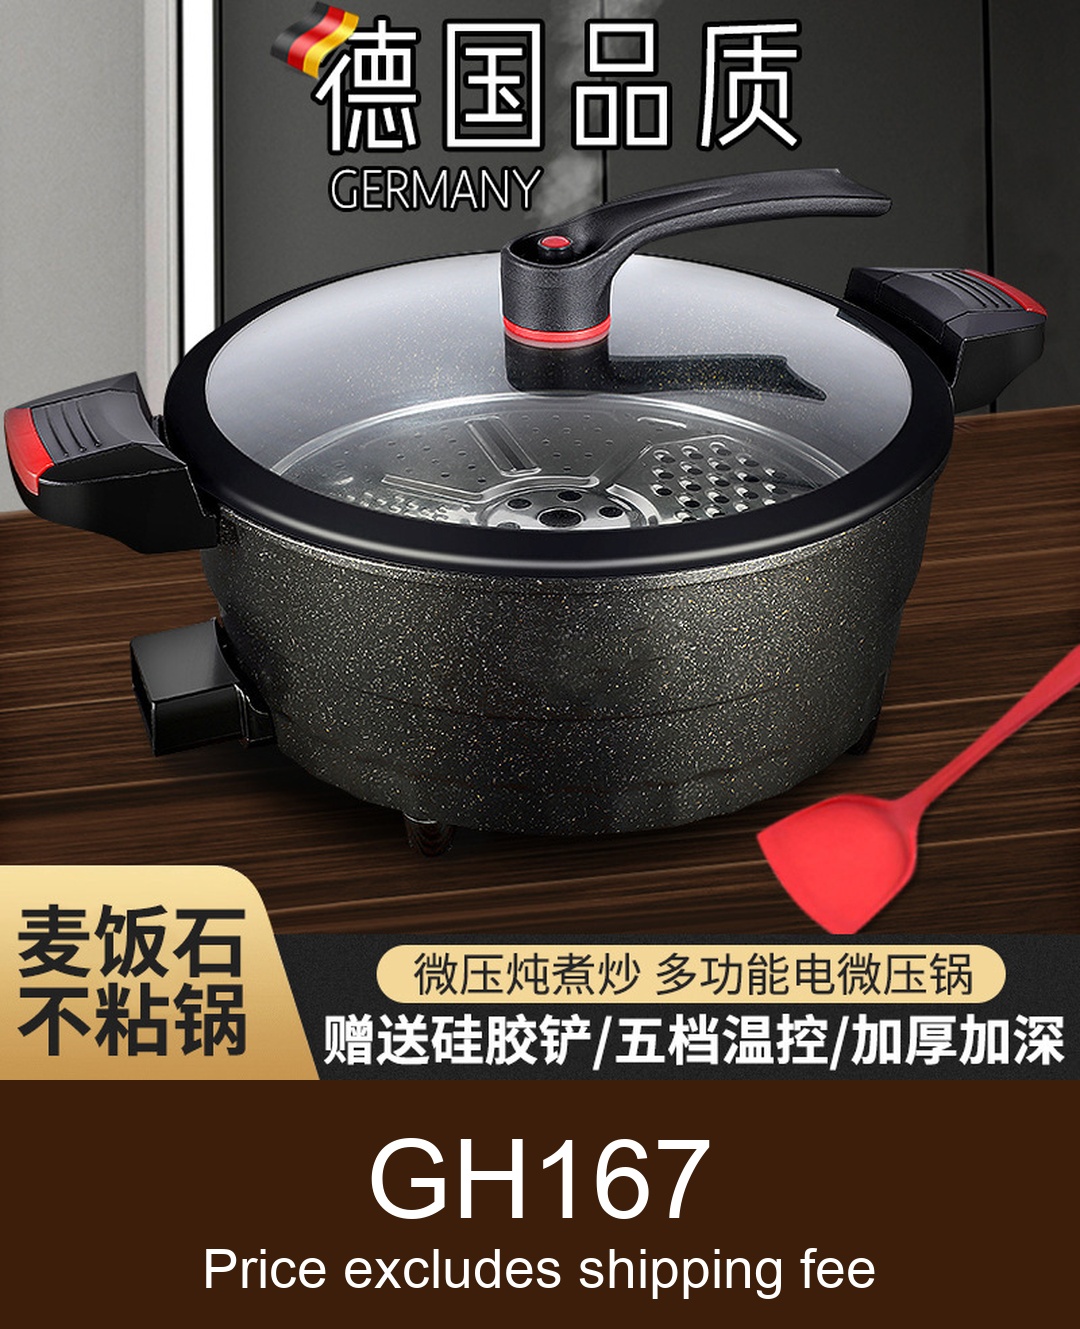 德国品质
GERMANY
麦饭石
不粘锅
微压炖煮炒 多功能电微压锅
赠送硅胶铲/五档温控/加厚加深
GH167
Price excludes shipping fee